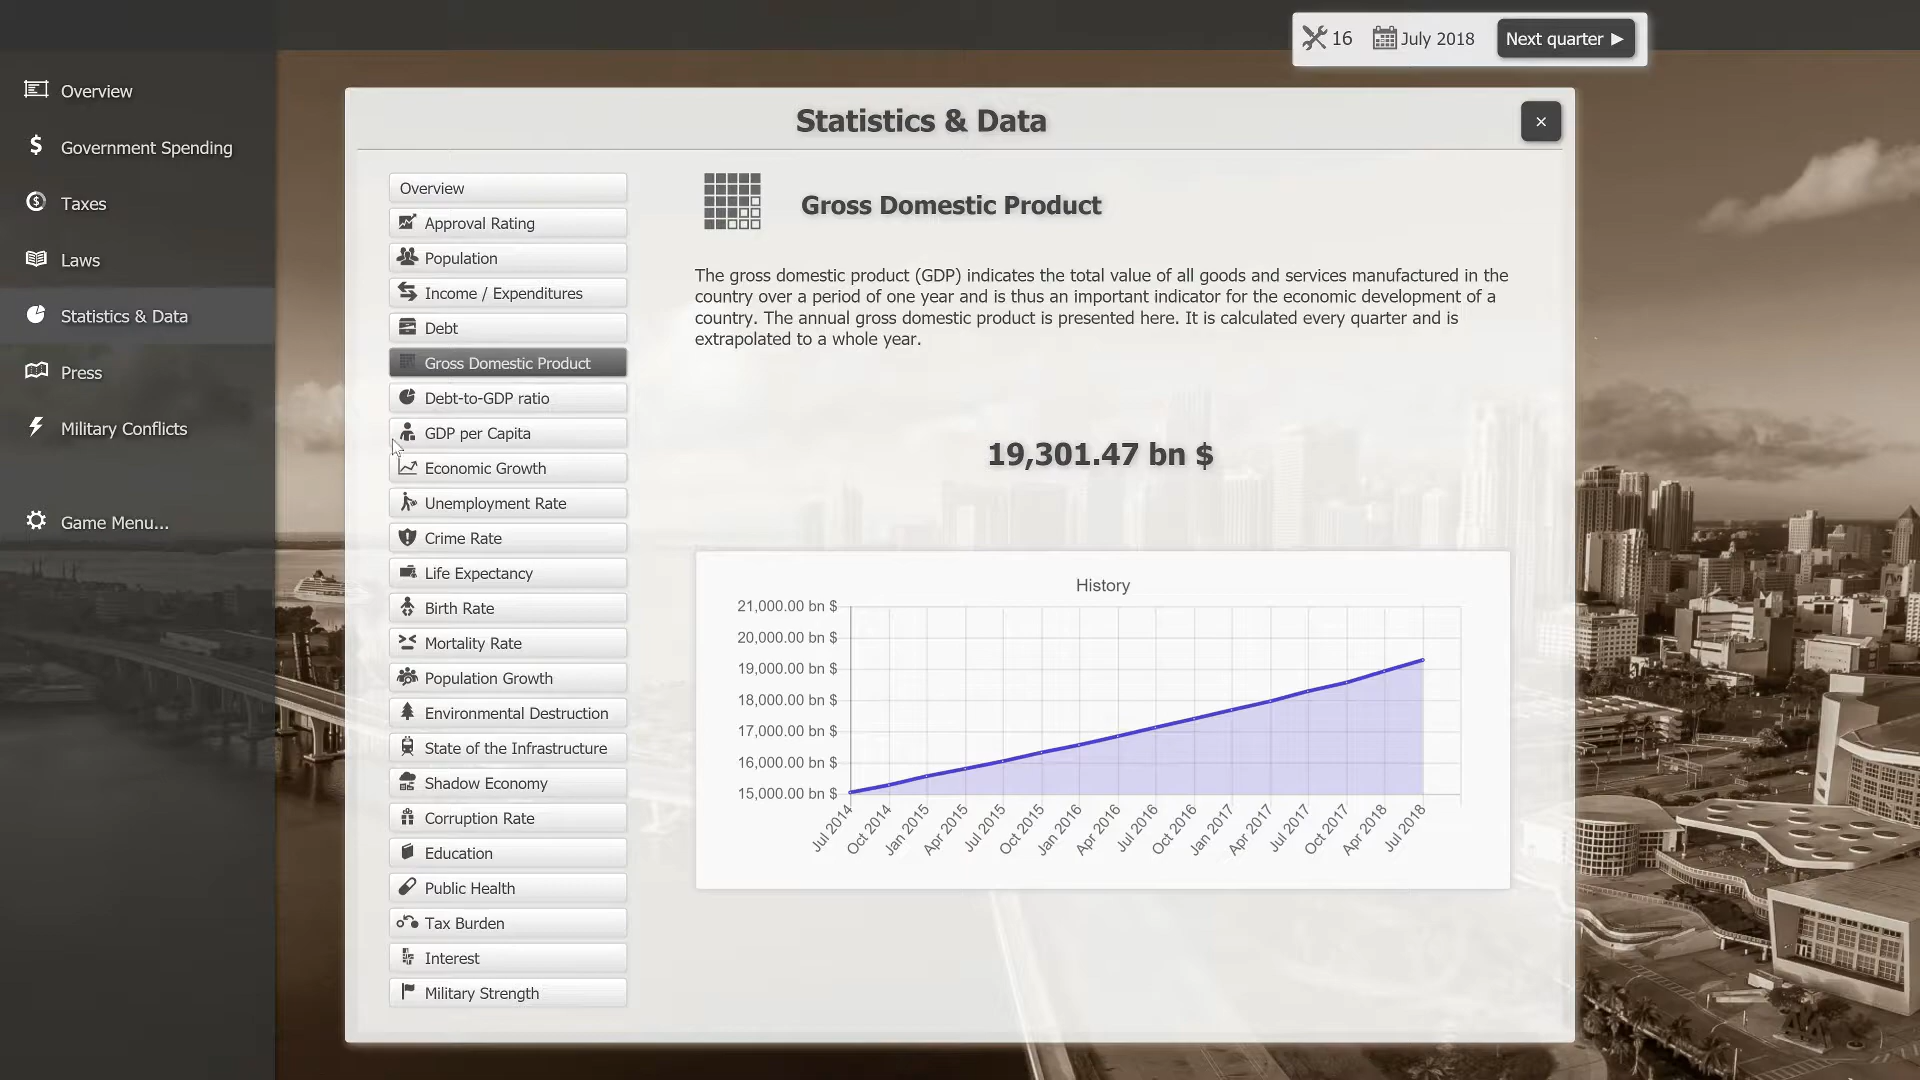 16
July 2018
Next quarter ►
Overview
Government Spending
Taxes
Laws
Statistics & Data
Press
Military Conflicts
Game Menu...
Statistics & Data
×
Overview
Approval Rating
Population
Income / Expenditures
Debt
Gross Domestic Product
Debt-to-GDP ratio
GDP per Capita
Economic Growth
Unemployment Rate
Crime Rate
Life Expectancy
Birth Rate
Mortality Rate
Population Growth
Environmental Destruction
State of the Infrastructure
Shadow Economy
Corruption Rate
Education
Public Health
Tax Burden
Interest
Military Strength
Gross Domestic Product
The gross domestic product (GDP) indicates the total value of all goods and services manufactured in the
country over a period of one year and is thus an important indicator for the economic development of a
country. The annual gross domestic product is presented here. It is calculated every quarter and is
extrapolated to a whole year.
19,301.47 bn $
History
21,000.00 bn $
20,000.00 bn $
19,000.00 bn $
18,000.00 bn $
17,000.00 bn $
16,000.00 bn $
15,000.00 bn $
Jul 2014
Oct 2014
Jan 2015
Apr 2015
Jul 2015
Oct 2015
Jan 2016
Apr 2016
Jul 2016
Oct 2016
Jan 2017
Apr 2017
Jul 2017
Oct 2017
Apr 2018
Jul 2018